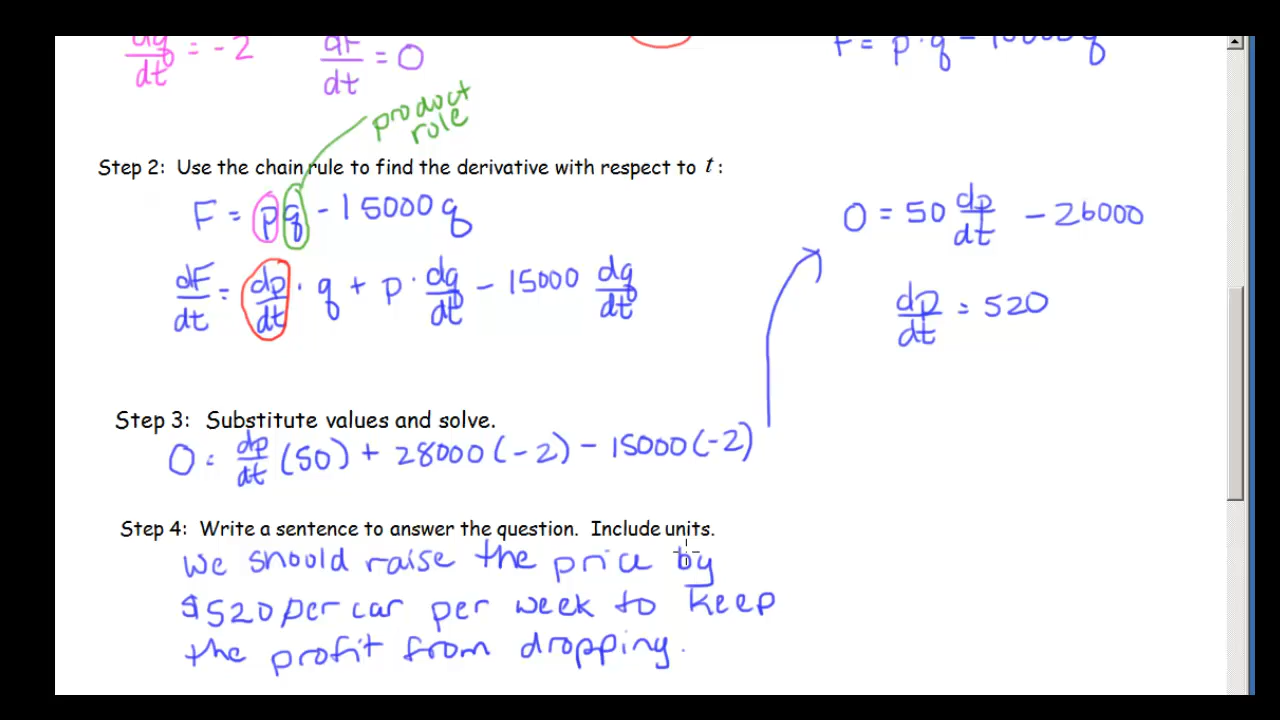 dq/dt = -2 dF/dt = 0
F = p·q - 15000q
product
role
Step 2: Use the chain rule to find the derivative with respect to t:
F = pq - 15000q
dF/dt = dp/dt · q + p · dq/dt - 15000 dq/dt
0 = 50 dp/dt - 26000
dp/dt = 520
Step 3: Substitute values and solve.
0 = dp/dt (50) + 28000(-2) - 15000(-2)
Step 4: Write a sentence to answer the question. Include units.
we should raise the price by
$520 per car per week to keep
the profit from dropping.